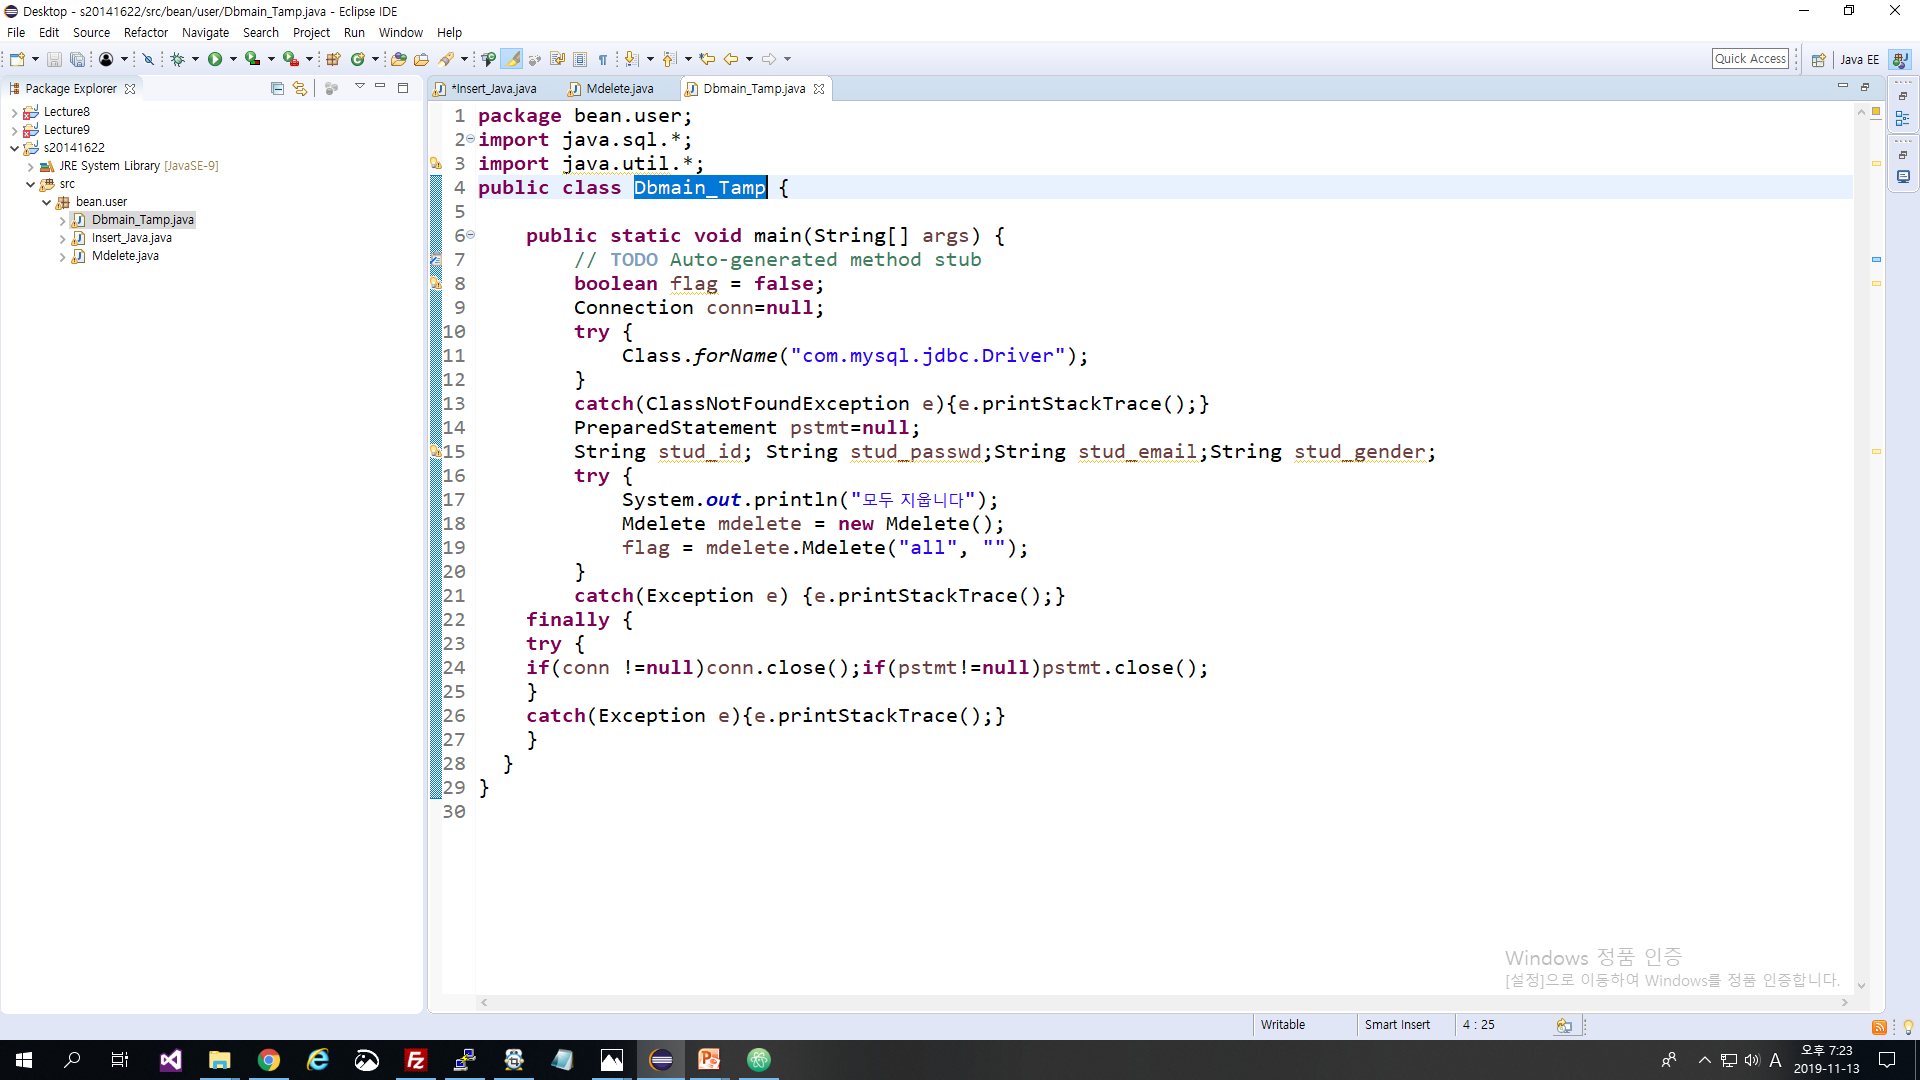 Desktop - s20141622/src/bean/user/Dbmain_Tamp.java - Eclipse IDE
File Edit Source Refactor Navigate Search Project Run Window Help
Quick Access
Java EE
Package Explorer
*Insert_Java.java Mdelete.java Dbmain_Tamp.java
Lecture8
Lecture9
s20141622
JRE System Library [JavaSE-9]
src
bean.user
Dbmain_Tamp.java
Insert_Java.java
Mdelete.java
1 package bean.user;
2 import java.sql.*;
3 import java.util.*;
4 public class Dbmain_Tamp {
5
6 public static void main(String[] args) {
7 // TODO Auto-generated method stub
8 boolean flag = false;
9 Connection conn=null;
10 try {
11 Class.forName("com.mysql.jdbc.Driver");
12 }
13 catch(ClassNotFoundException e){e.printStackTrace();}
14 PreparedStatement pstmt=null;
15 String stud_id; String stud_passwd;String stud_email;String stud_gender;
16 try {
17 System.out.println("모두 지웁니다");
18 Mdelete mdelete = new Mdelete();
19 flag = mdelete.Mdelete("all", "");
20 }
21 catch(Exception e) {e.printStackTrace();}
22 finally {
23 try {
24 if(conn !=null)conn.close();if(pstmt!=null)pstmt.close();
25 }
26 catch(Exception e){e.printStackTrace();}
27 }
28 }
29 }
30
Windows 정품 인증
[설정]으로 이동하여 Windows를 정품 인증합니다.
Writable Smart Insert 4 : 25
A
오후 7:23
2019-11-13